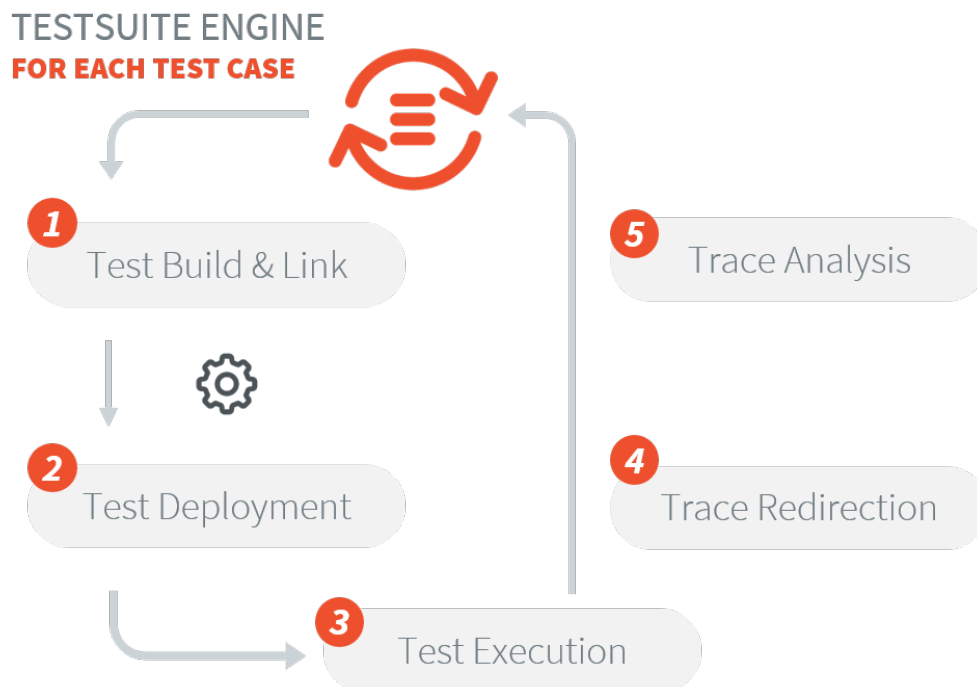 TESTSUITE ENGINE
FOR EACH TEST CASE
1
Test Build & Link
2
Test Deployment
3
Test Execution
4
Trace Redirection
5
Trace Analysis